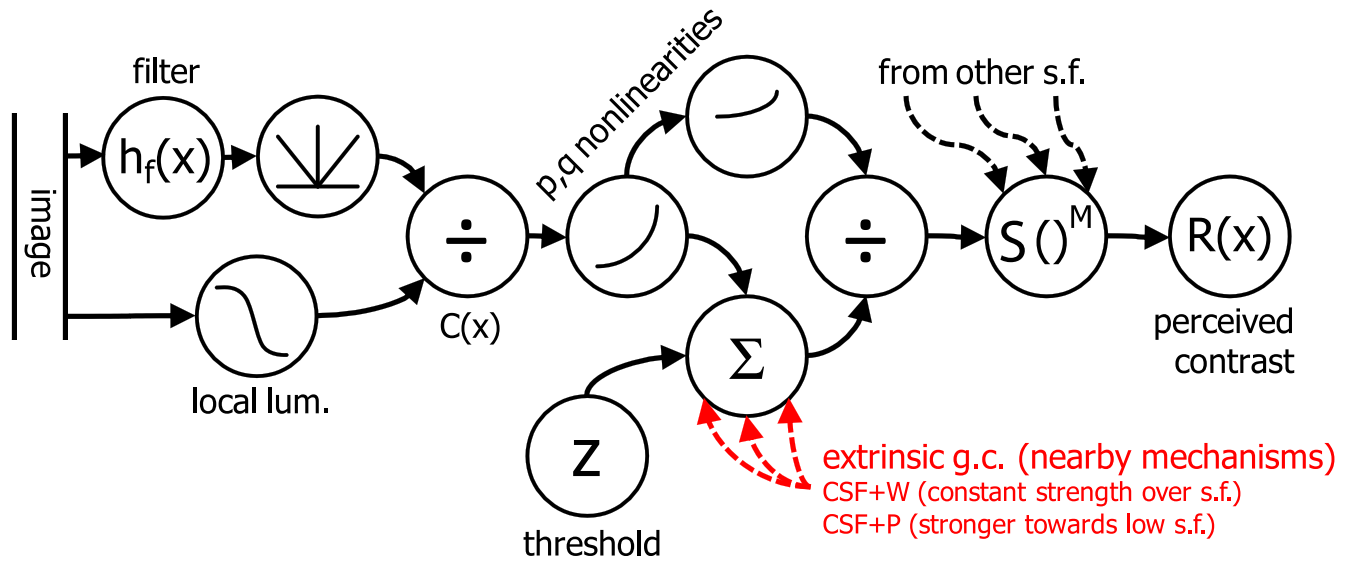 filter
image
h_f(x)
local lum.
÷
C(x)
p,q nonlinearities
÷
Σ
z
threshold
from other s.f.
S()^M
R(x)
perceived
contrast
extrinsic g.c. (nearby mechanisms)
CSF+W (constant strength over s.f.)
CSF+P (stronger towards low s.f.)